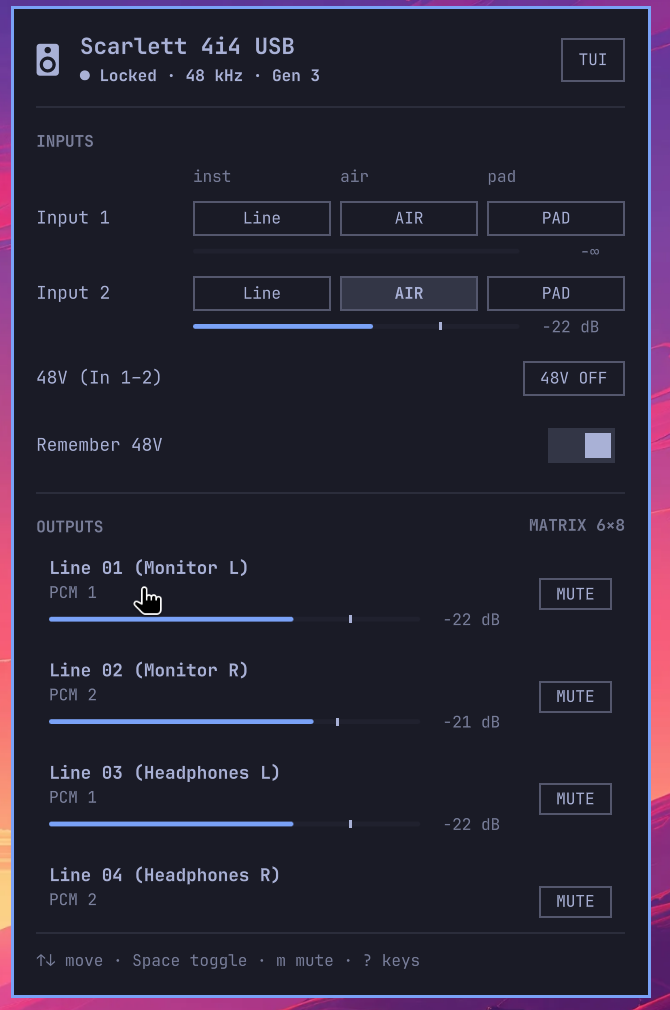 Scarlett 4i4 USB
Locked · 48 kHz · Gen 3
TUI
INPUTS
inst air pad
Input 1 Line AIR PAD
-∞
Input 2 Line AIR PAD
-22 dB
48V (In 1–2) 48V OFF
Remember 48V
OUTPUTS MATRIX 6×8
Line 01 (Monitor L)
PCM 1 MUTE
-22 dB
Line 02 (Monitor R)
PCM 2 MUTE
-21 dB
Line 03 (Headphones L)
PCM 1 MUTE
-22 dB
Line 04 (Headphones R)
PCM 2 MUTE
↑↓ move · Space toggle · m mute · ? keys